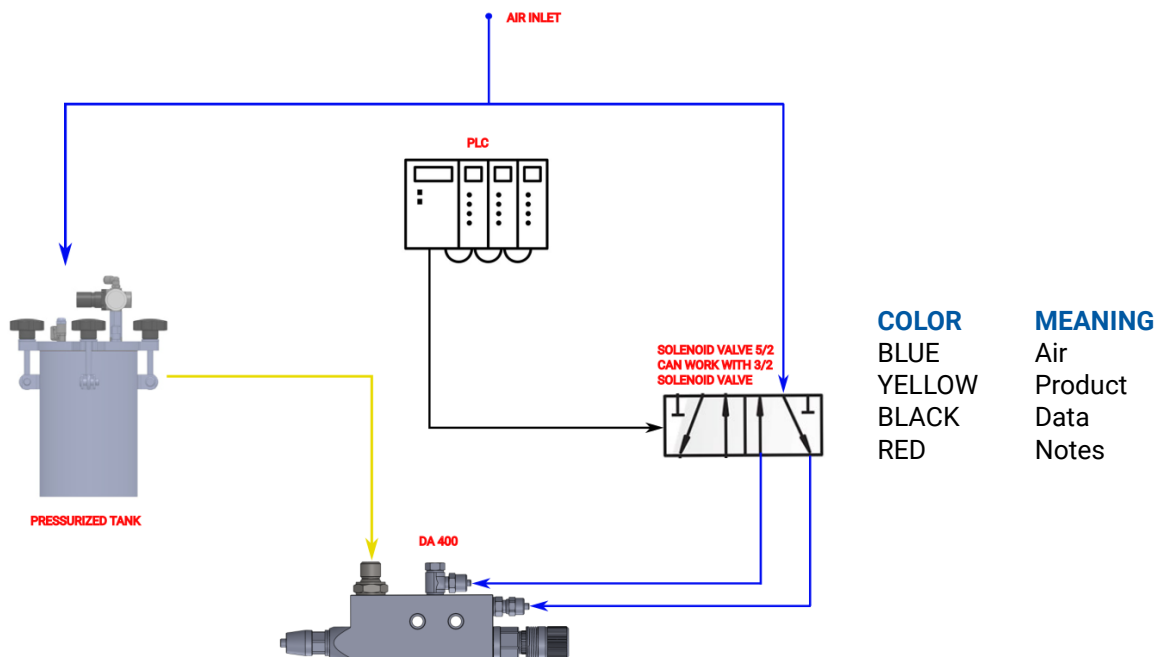 AIR INLET
PLC
SOLENOID VALVE 5/2
CAN WORK WITH 3/2
SOLENOID VALVE
PRESSURIZED TANK
DA 400
COLOR MEANING
BLUE Air
YELLOW Product
BLACK Data
RED Notes